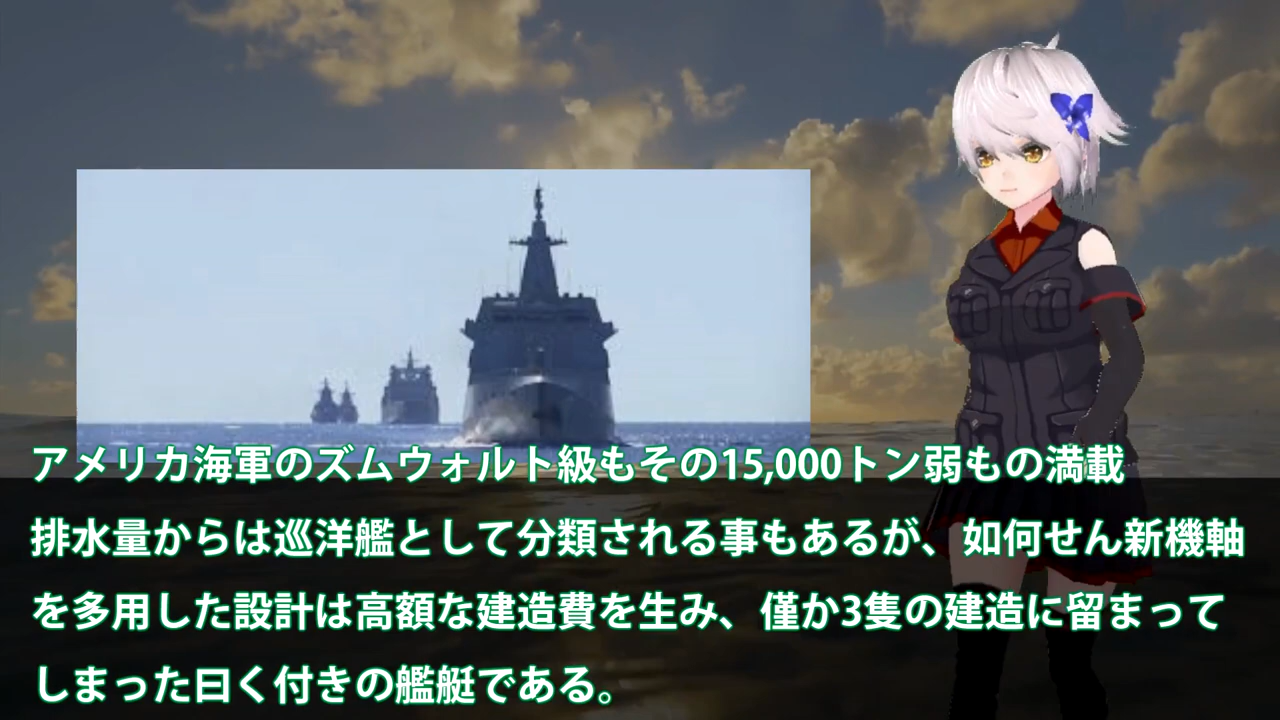 アメリカ海軍のズムウォルト級もその15,000トン弱もの満載
排水量からは巡洋艦として分類される事もあるが、如何せん新機軸
を多用した設計は高額な建造費を生み、僅か3隻の建造に留まって
しまった曰く付きの艦艇である。